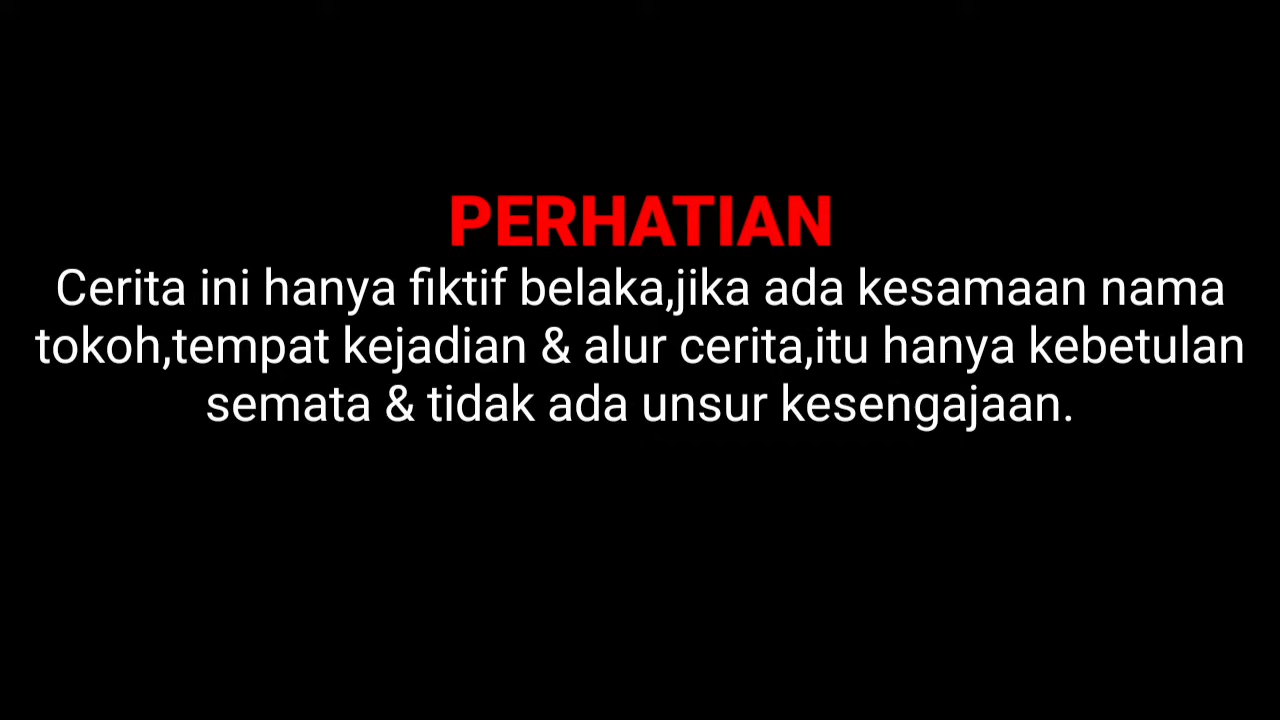 PERHATIAN
Cerita ini hanya fiktif belaka,jika ada kesamaan nama
tokoh,tempat kejadian & alur cerita,itu hanya kebetulan
semata & tidak ada unsur kesengajaan.